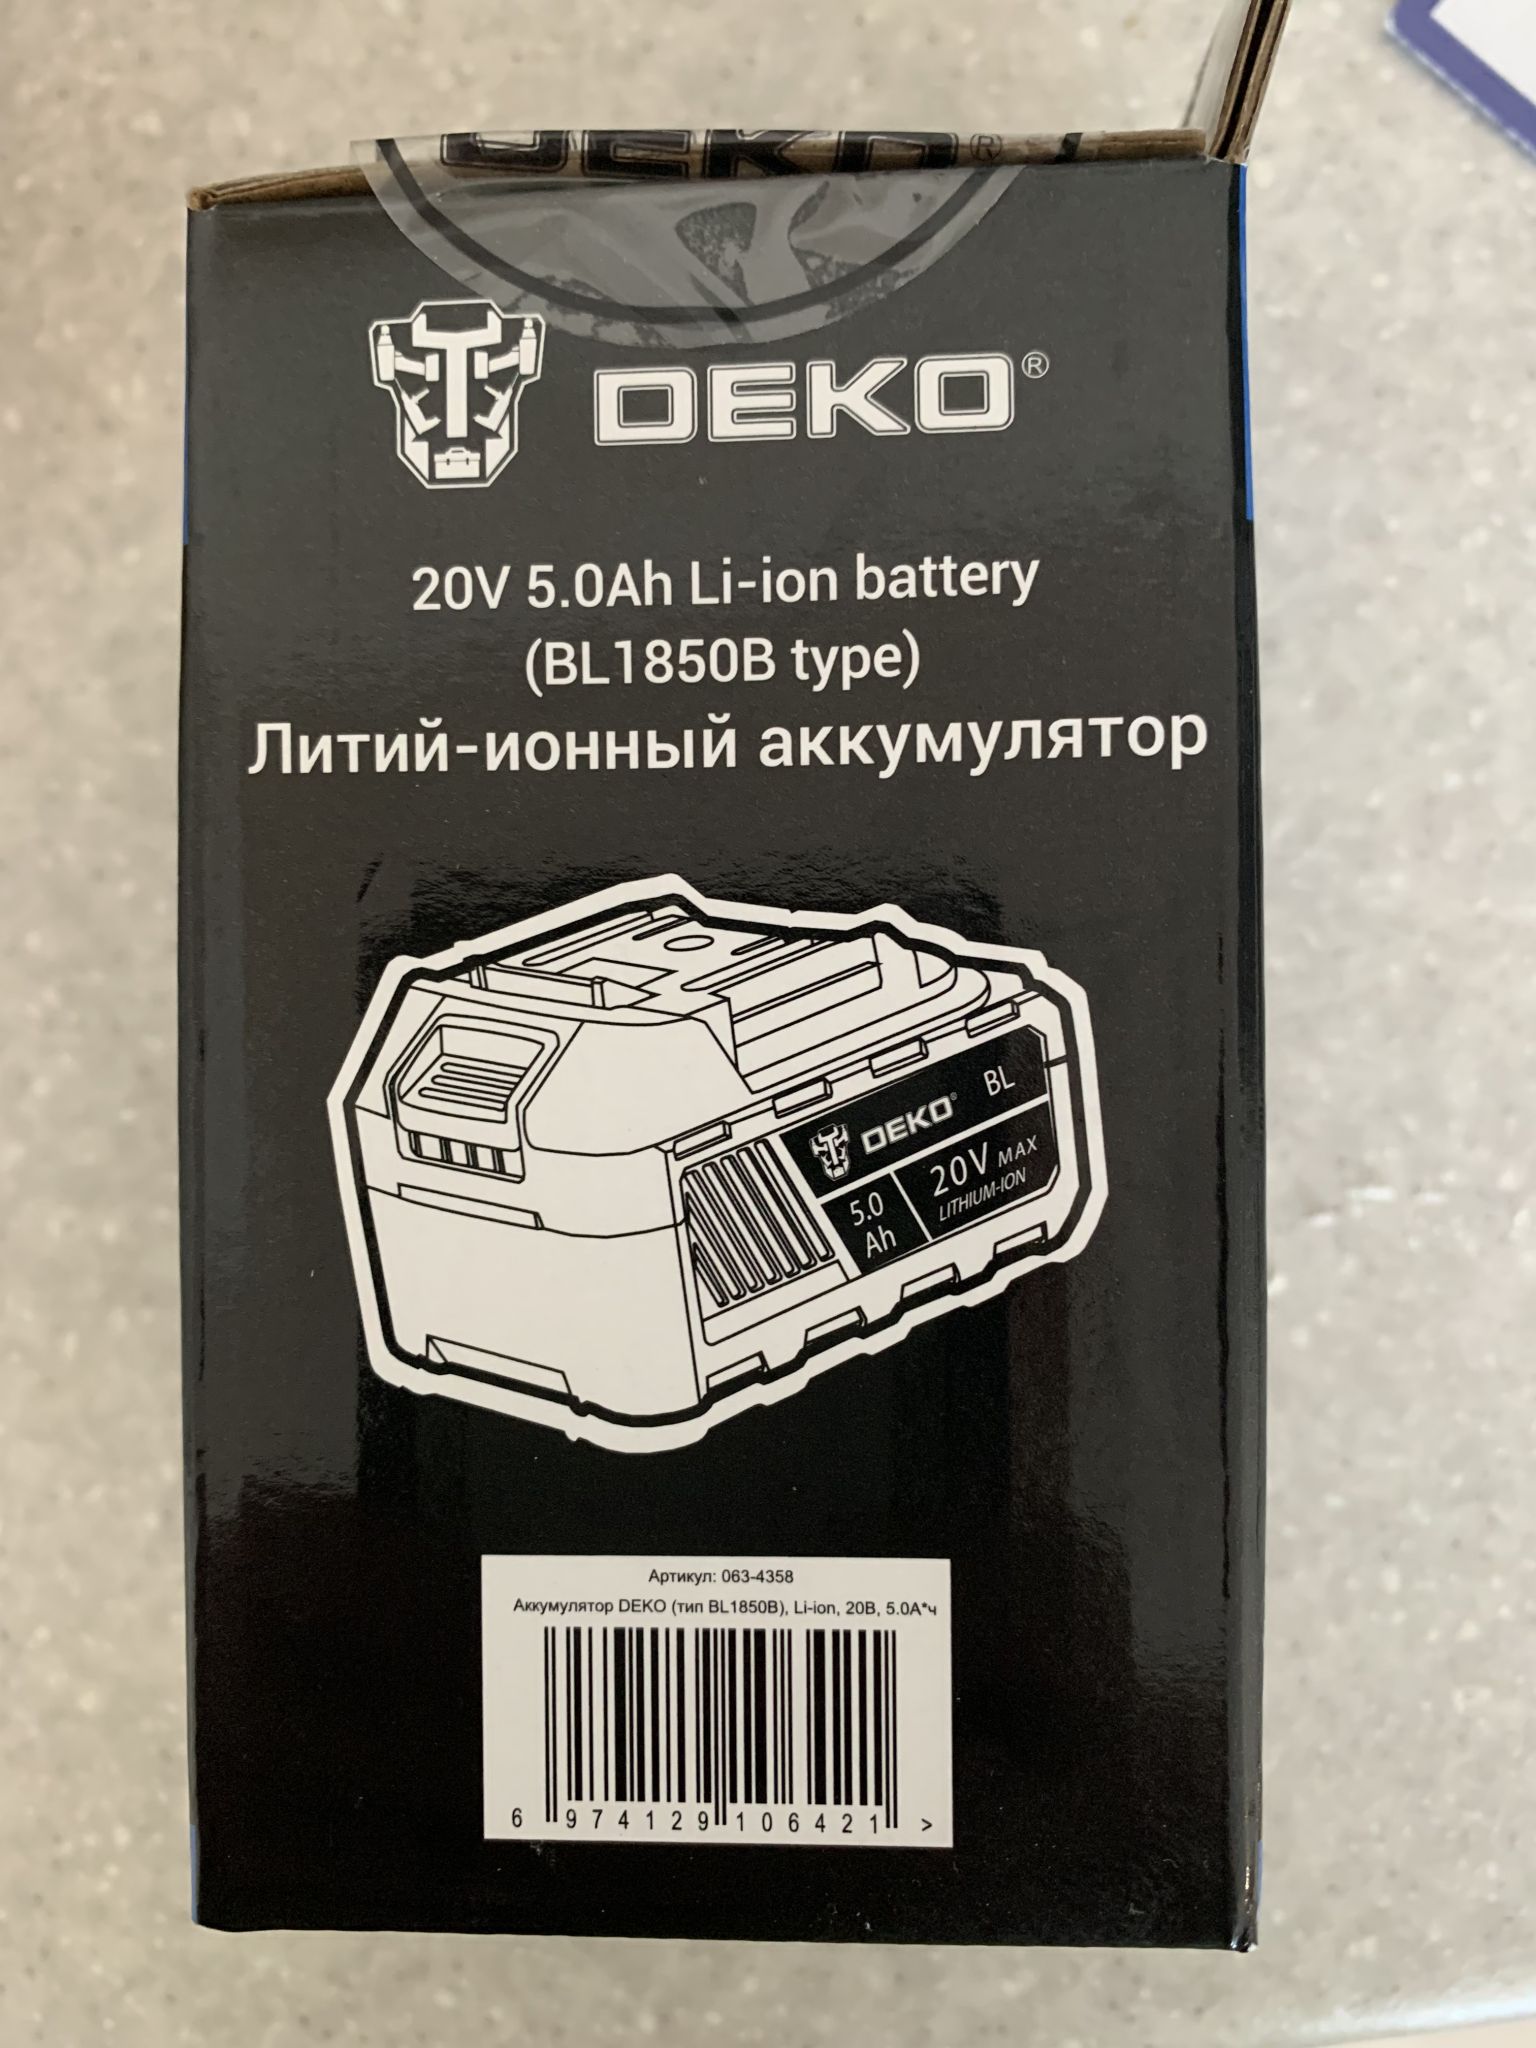 DEKO®
DEKO®
20V 5.0Ah Li-ion battery
(BL1850B type)
Литий-ионный аккумулятор
DEKO® BL
5.0 Ah
20V MAX
LITHIUM-ION
Артикул: 063-4358
Аккумулятор DEKO (тип BL1850B), Li-ion, 20В, 5.0А*ч
6 974129 106421 >